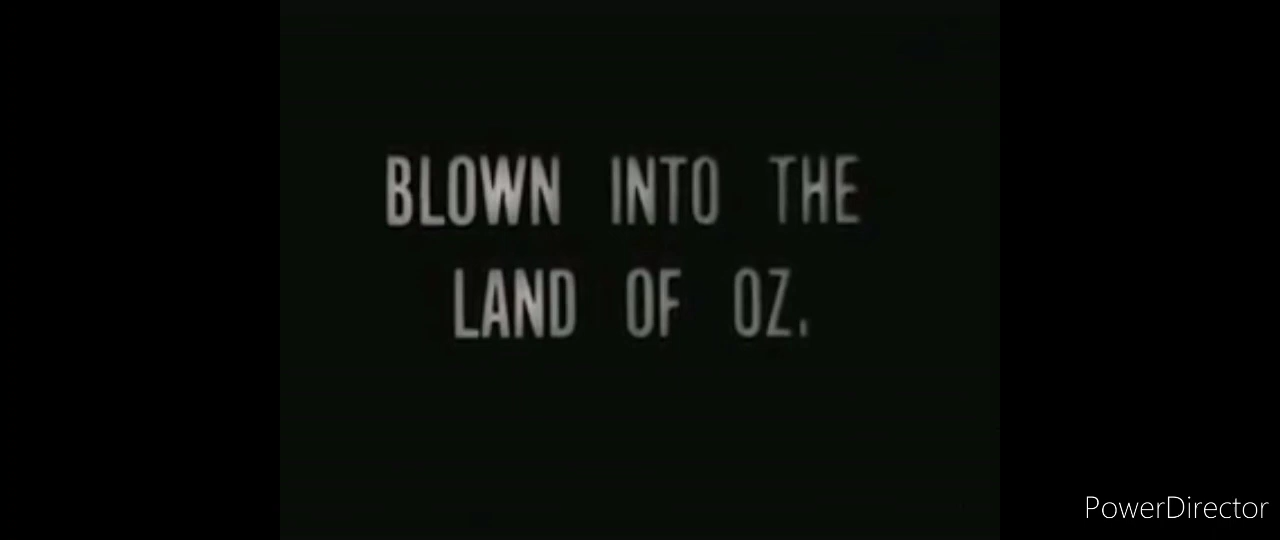 BLOWN INTO THE
LAND OF OZ.
PowerDirector